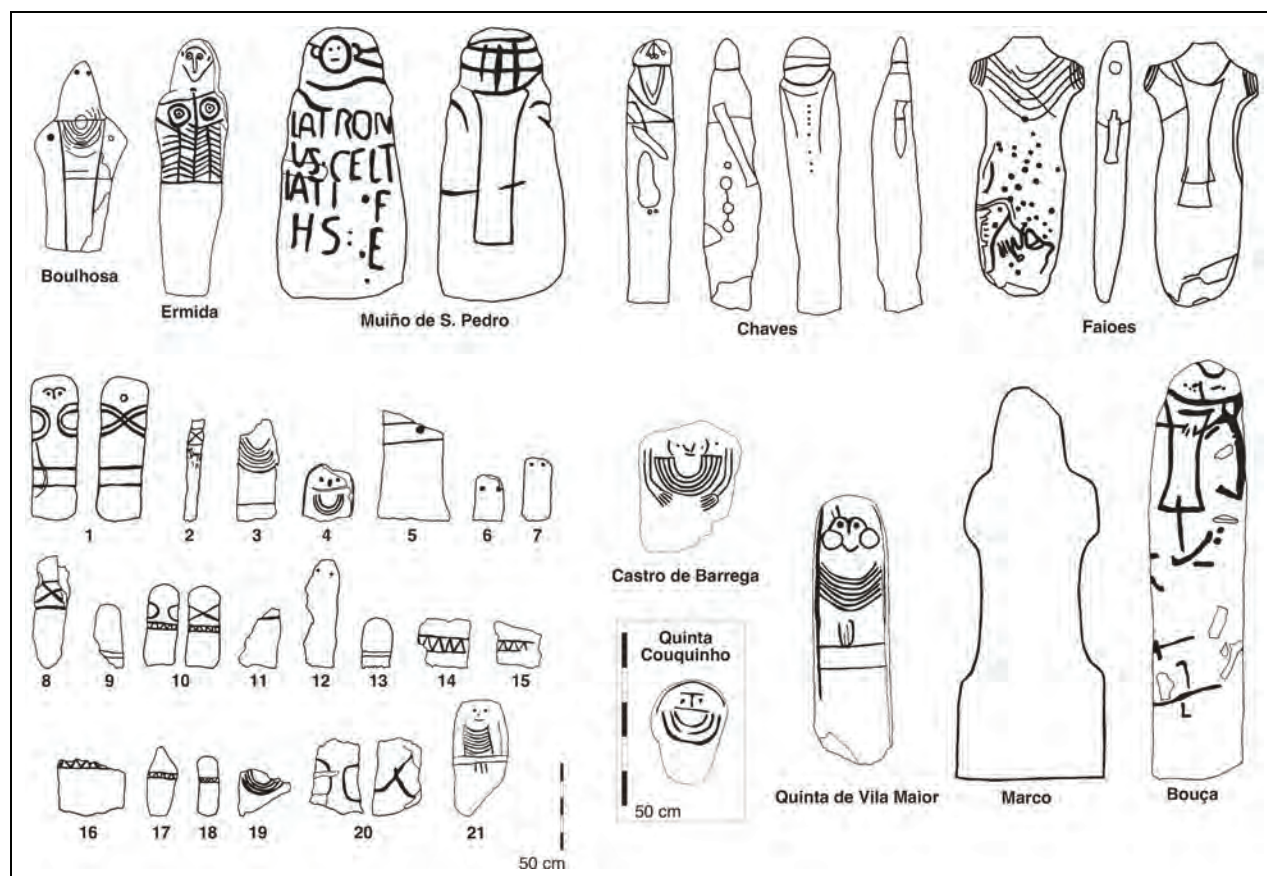 LATRON
VS CELT
IATI · F
H S : · E
Boulhosa
Ermida
Muiño de S. Pedro
Chaves
Faioes
1
2
3
4
5
6
7
Castro de Barrega
8
9
10
11
12
13
14
15
Quinta
Couquinho
50 cm
16
17
18
19
20
21
50 cm
Quinta de Vila Maior
Marco
Bouça